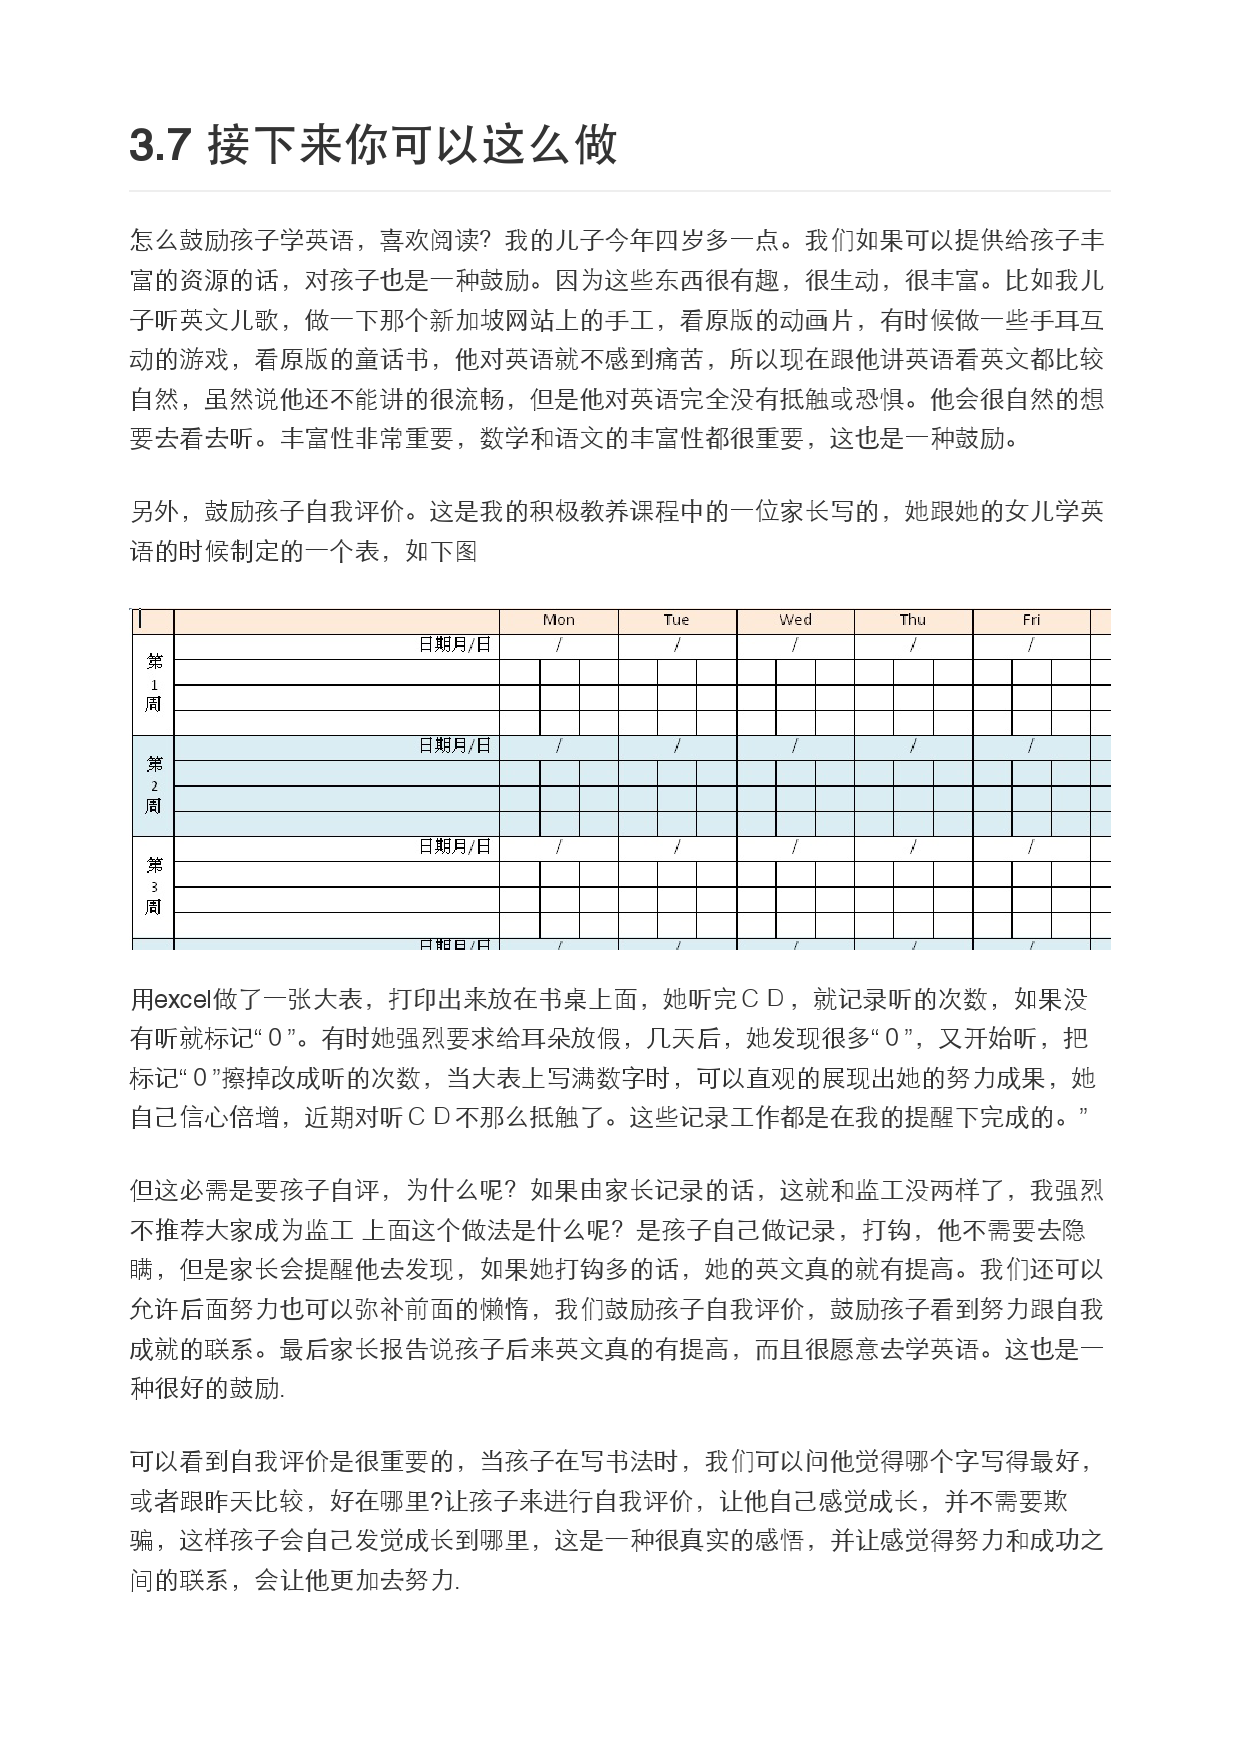 3.7 接下来你可以这么做
怎么鼓励孩子学英语，喜欢阅读？我的儿子今年四岁多一点。我们如果可以提供给孩子丰
富的资源的话，对孩子也是一种鼓励。因为这些东西很有趣，很生动，很丰富。比如我儿
子听英文儿歌，做一下那个新加坡网站上的手工，看原版的动画片，有时候做一些手耳互
动的游戏，看原版的童话书，他对英语就不感到痛苦，所以现在跟他讲英语看英文都比较
自然，虽然说他还不能讲的很流畅，但是他对英语完全没有抵触或恐惧。他会很自然的想
要去看去听。丰富性非常重要，数学和语文的丰富性都很重要，这也是一种鼓励。
另外，鼓励孩子自我评价。这是我的积极教养课程中的一位家长写的，她跟她的女儿学英
语的时候制定的一个表，如下图
Mon Tue Wed Thu Fri
日期月/日 / / / / /
第
1
周
日期月/日 / / / / /
第
2
周
日期月/日 / / / / /
第
3
周
日期月/日 / / / / /
用excel做了一张大表，打印出来放在书桌上面，她听完ＣＤ，就记录听的次数，如果没
有听就标记“０”。有时她强烈要求给耳朵放假，几天后，她发现很多“０”，又开始听，把
标记“０”擦掉改成听的次数，当大表上写满数字时，可以直观的展现出她的努力成果，她
自己信心倍增，近期对听ＣＤ不那么抵触了。这些记录工作都是在我的提醒下完成的。”
但这必需是要孩子自评，为什么呢？如果由家长记录的话，这就和监工没两样了，我强烈
不推荐大家成为监工 上面这个做法是什么呢？是孩子自己做记录，打钩，他不需要去隐
瞒，但是家长会提醒他去发现，如果她打钩多的话，她的英文真的就有提高。我们还可以
允许后面努力也可以弥补前面的懒惰，我们鼓励孩子自我评价，鼓励孩子看到努力跟自我
成就的联系。最后家长报告说孩子后来英文真的有提高，而且很愿意去学英语。这也是一
种很好的鼓励.
可以看到自我评价是很重要的，当孩子在写书法时，我们可以问他觉得哪个字写得最好，
或者跟昨天比较，好在哪里?让孩子来进行自我评价，让他自己感觉成长，并不需要欺
骗，这样孩子会自己发觉成长到哪里，这是一种很真实的感悟，并让感觉得努力和成功之
间的联系，会让他更加去努力.